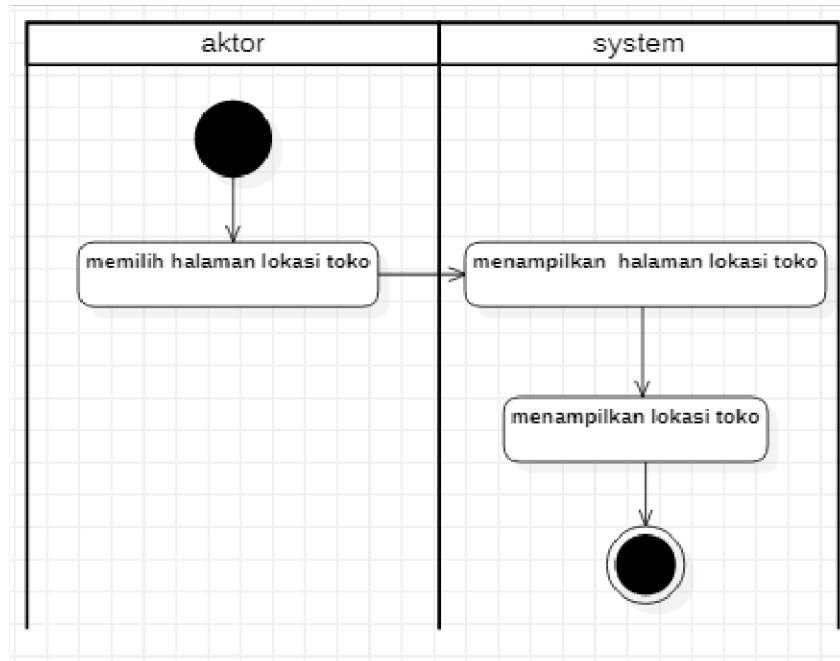 aktor
system
memilih halaman lokasi toko
menampilkan  halaman lokasi toko
menampilkan lokasi toko